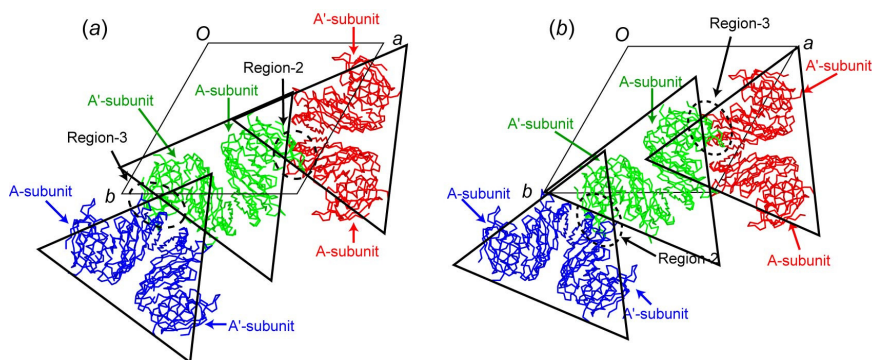 (a)
O
A'-subunit
a
Region-2
A'-subunit
A-subunit
Region-3
b
A-subunit
A-subunit
A'-subunit
(b)
O
Region-3
a
A'-subunit
A-subunit
A'-subunit
b
A-subunit
Region-2
A-subunit
A'-subunit